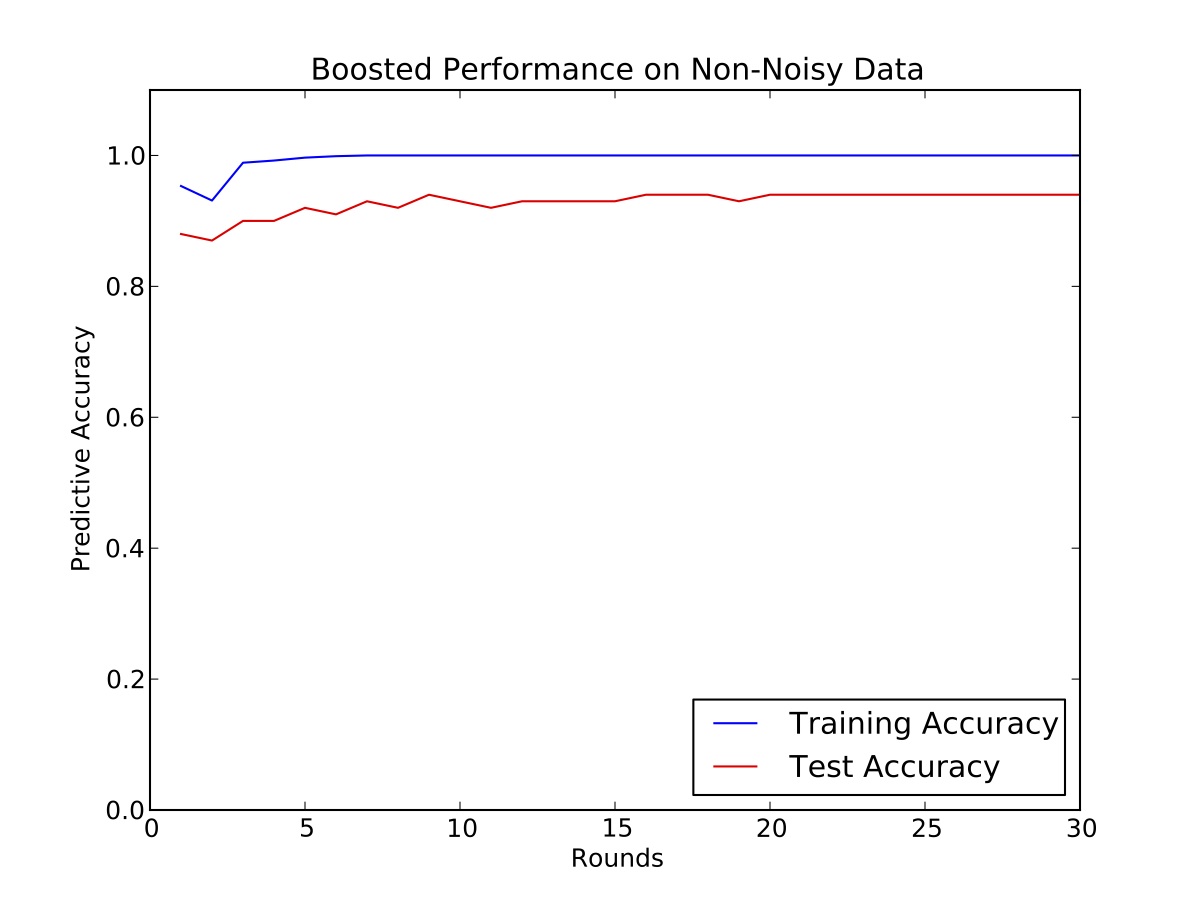 Boosted Performance on Non-Noisy Data
1.0
0.8
0.6
0.4
0.2
0.0
Predictive Accuracy
Training Accuracy
Test Accuracy
0 5 10 15 20 25 30
Rounds